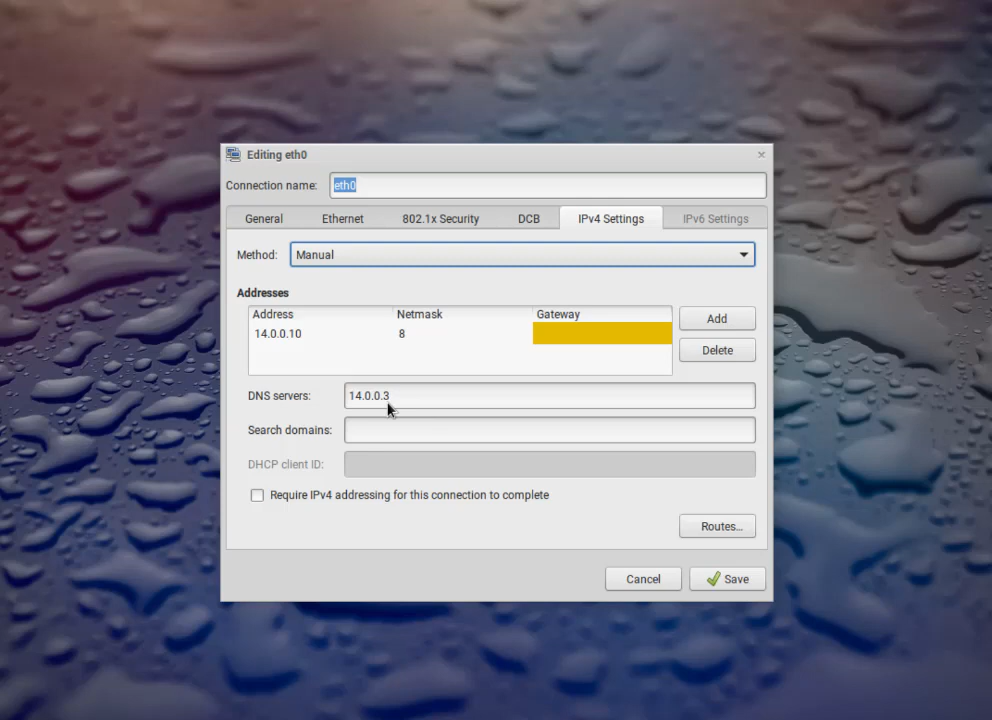 Editing eth0
Connection name: eth0
General Ethernet 802.1x Security DCB IPv4 Settings IPv6 Settings
Method: Manual
Addresses
Address Netmask Gateway
14.0.0.10 8
Add
Delete
DNS servers: 14.0.0.3
Search domains:
DHCP client ID:
Require IPv4 addressing for this connection to complete
Routes...
Cancel Save